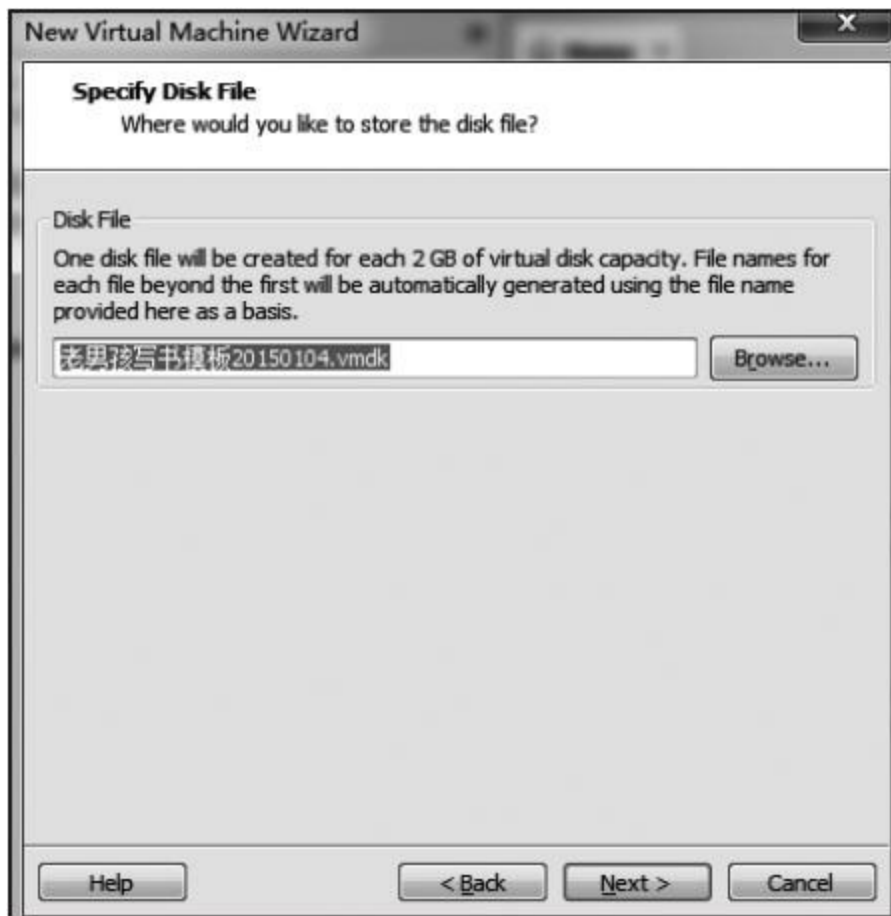 New Virtual Machine Wizard
Specify Disk File
Where would you like to store the disk file?
Disk File
One disk file will be created for each 2 GB of virtual disk capacity. File names for
each file beyond the first will be automatically generated using the file name
provided here as a basis.
老男孩写书模板20150104.vmdk
Browse...
Help
< Back
Next >
Cancel